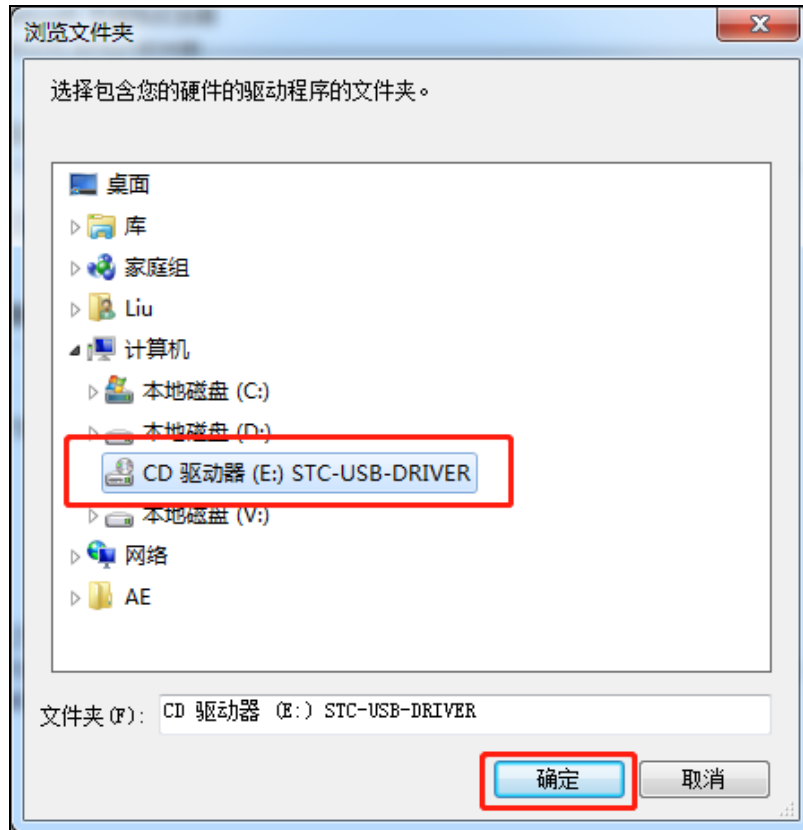 浏览文件夹
选择包含您的硬件的驱动程序的文件夹。
桌面
库
家庭组
Liu
计算机
本地磁盘 (C:)
本地磁盘 (D:)
CD 驱动器 (E:) STC-USB-DRIVER
本地磁盘 (V:)
网络
AE
文件夹(F): CD 驱动器 (E:) STC-USB-DRIVER
确定 取消